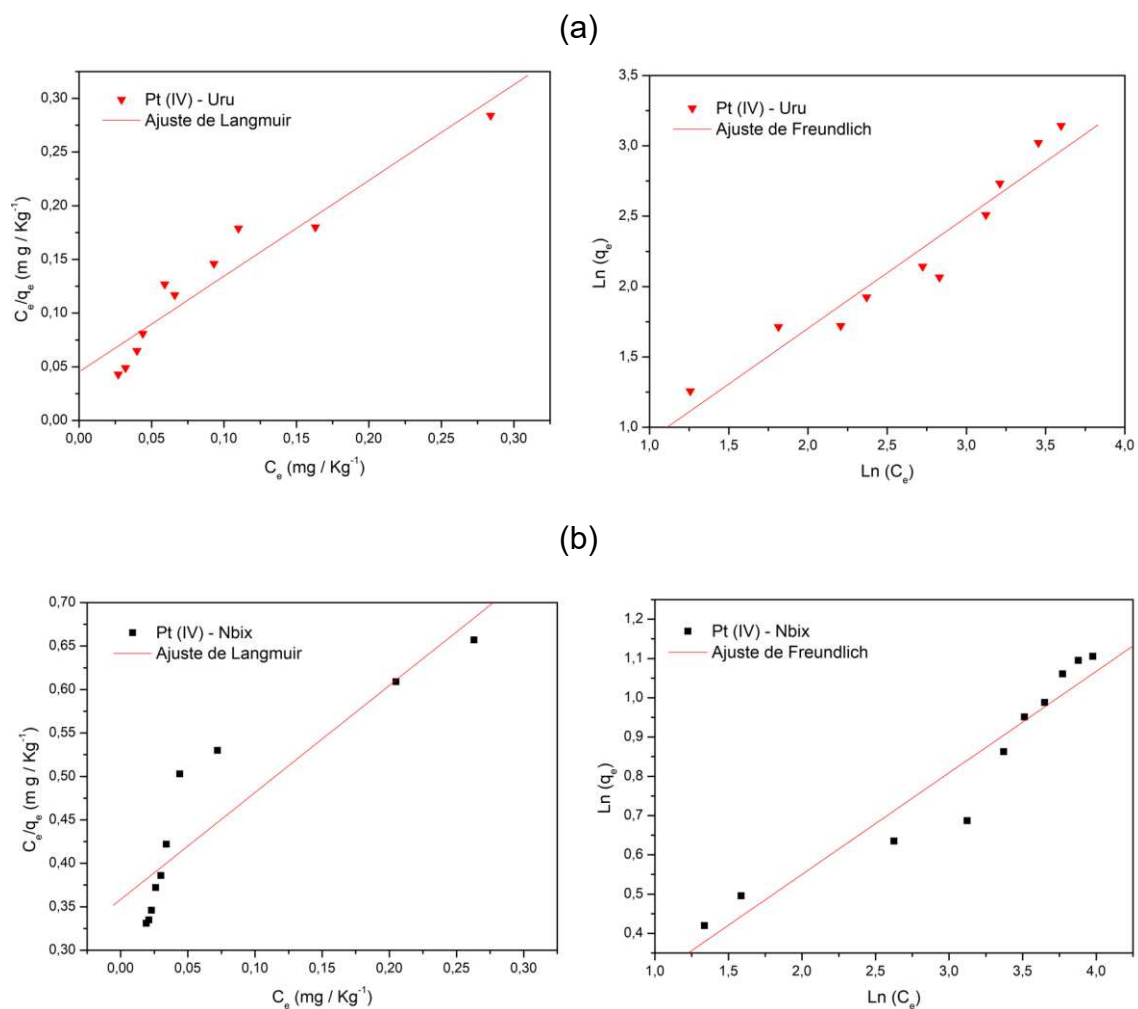 (a)
0,30
0,25
0,20
0,15
0,10
0,05
0,00
C_e/q_e (m g / Kg^-1)
Pt (IV) - Uru
Ajuste de Langmuir
0,00 0,05 0,10 0,15 0,20 0,25 0,30
C_e (mg / Kg^-1)
3,5
3,0
2,5
2,0
1,5
1,0
Ln (q_e)
Pt (IV) - Uru
Ajuste de Freundlich
1,0 1,5 2,0 2,5 3,0 3,5 4,0
Ln (C_e)
(b)
0,70
0,65
0,60
0,55
0,50
0,45
0,40
0,35
0,30
C_e/q_e (m g / Kg^-1)
Pt (IV) - Nbix
Ajuste de Langmuir
0,00 0,05 0,10 0,15 0,20 0,25 0,30
C_e (mg / Kg^-1)
1,2
1,1
1,0
0,9
0,8
0,7
0,6
0,5
0,4
Ln (q_e)
Pt (IV) - Nbix
Ajuste de Freundlich
1,0 1,5 2,0 2,5 3,0 3,5 4,0
Ln (C_e)